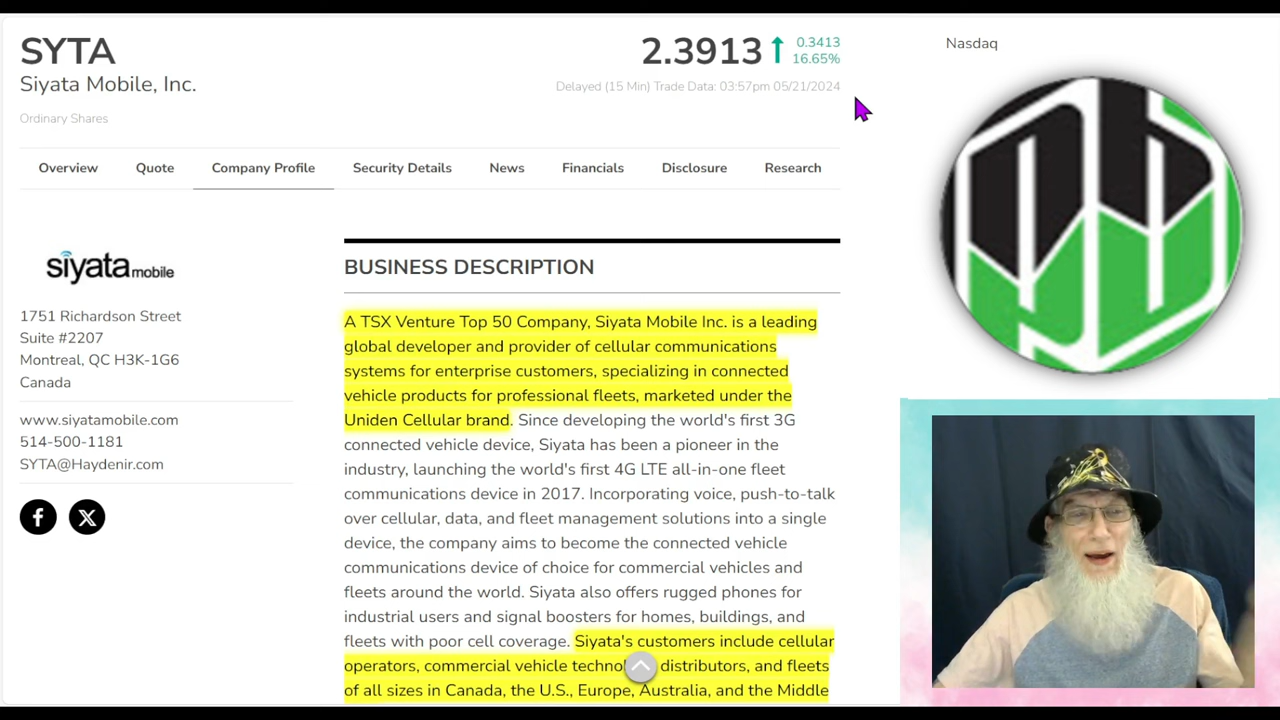 SYTA
Siyata Mobile, Inc.
Ordinary Shares
2.3913
0.3413
16.65%
Delayed (15 Min) Trade Data: 03:57pm 05/21/2024
Nasdaq
Overview
Quote
Company Profile
Security Details
News
Financials
Disclosure
Research
siyata mobile
1751 Richardson Street
Suite #2207
Montreal, QC H3K-1G6
Canada
www.siyatamobile.com
514-500-1181
SYTA@Haydenir.com
BUSINESS DESCRIPTION
A TSX Venture Top 50 Company, Siyata Mobile Inc. is a leading
global developer and provider of cellular communications
systems for enterprise customers, specializing in connected
vehicle products for professional fleets, marketed under the
Uniden Cellular brand. Since developing the world's first 3G
connected vehicle device, Siyata has been a pioneer in the
industry, launching the world's first 4G LTE all-in-one fleet
communications device in 2017. Incorporating voice, push-to-talk
over cellular, data, and fleet management solutions into a single
device, the company aims to become the connected vehicle
communications device of choice for commercial vehicles and
fleets around the world. Siyata also offers rugged phones for
industrial users and signal boosters for homes, buildings, and
fleets with poor cell coverage. Siyata's customers include cellular
operators, commercial vehicle techno distributors, and fleets
of all sizes in Canada, the U.S., Europe, Australia, and the Middle